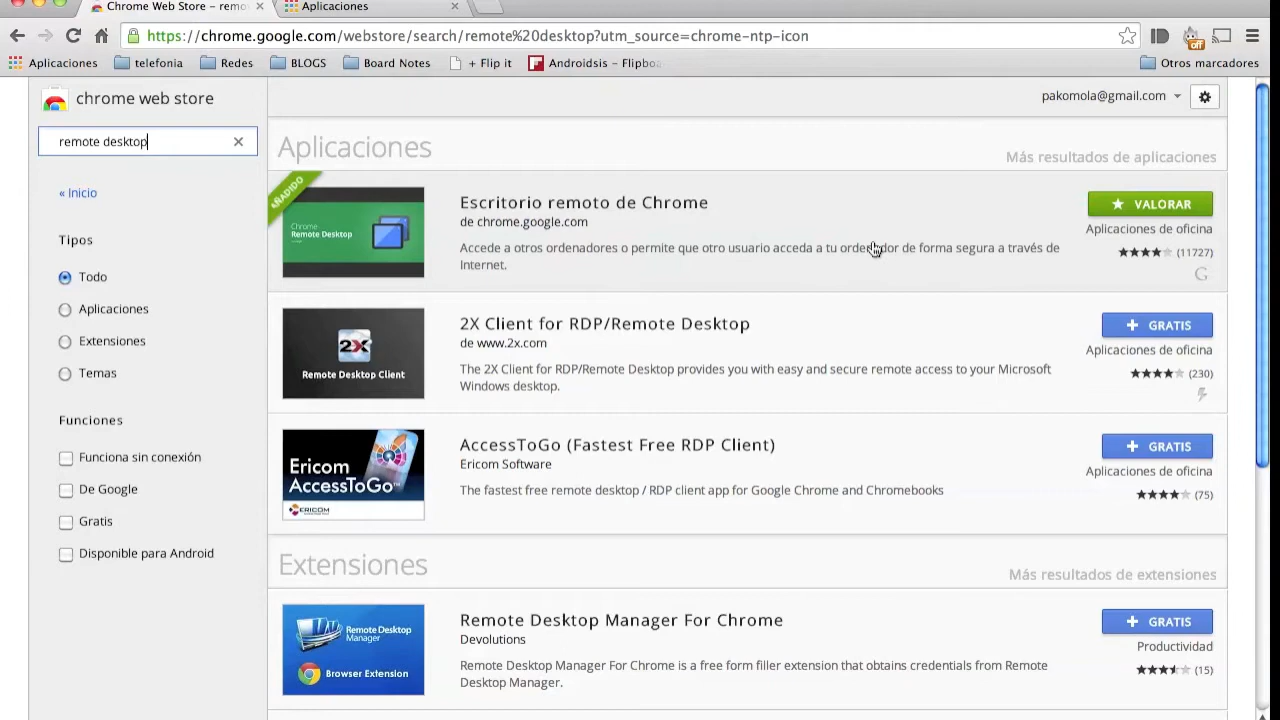 Chrome Web Store – remo
Aplicaciones
https://chrome.google.com/webstore/search/remote%20desktop?utm_source=chrome-ntp-icon
off
Aplicaciones
telefonia
Redes
BLOGS
Board Notes
+ Flip it
Androidsis – Flipbo
Otros marcadores
chrome web store
pakomola@gmail.com
remote desktop
« Inicio
Tipos
Todo
Aplicaciones
Extensiones
Temas
Funciones
Funciona sin conexión
De Google
Gratis
Disponible para Android
Aplicaciones
Más resultados de aplicaciones
AÑADIDO
Chrome
Remote Desktop
Escritorio remoto de Chrome
de chrome.google.com
Accede a otros ordenadores o permite que otro usuario acceda a tu ordenador de forma segura a través de
Internet.
VALORAR
Aplicaciones de oficina
(11727)
G
2X
Remote Desktop Client
2X Client for RDP/Remote Desktop
de www.2x.com
The 2X Client for RDP/Remote Desktop provides you with easy and secure remote access to your Microsoft
Windows desktop.
+ GRATIS
Aplicaciones de oficina
(230)
Ericom
AccessToGo™
ERICOM
AccessToGo (Fastest Free RDP Client)
Ericom Software
The fastest free remote desktop / RDP client app for Google Chrome and Chromebooks
+ GRATIS
Aplicaciones de oficina
(75)
Extensiones
Más resultados de extensiones
Remote Desktop
Manager
Browser Extension
Remote Desktop Manager For Chrome
Devolutions
Remote Desktop Manager For Chrome is a free form filler extension that obtains credentials from Remote
Desktop Manager.
+ GRATIS
Productividad
(15)